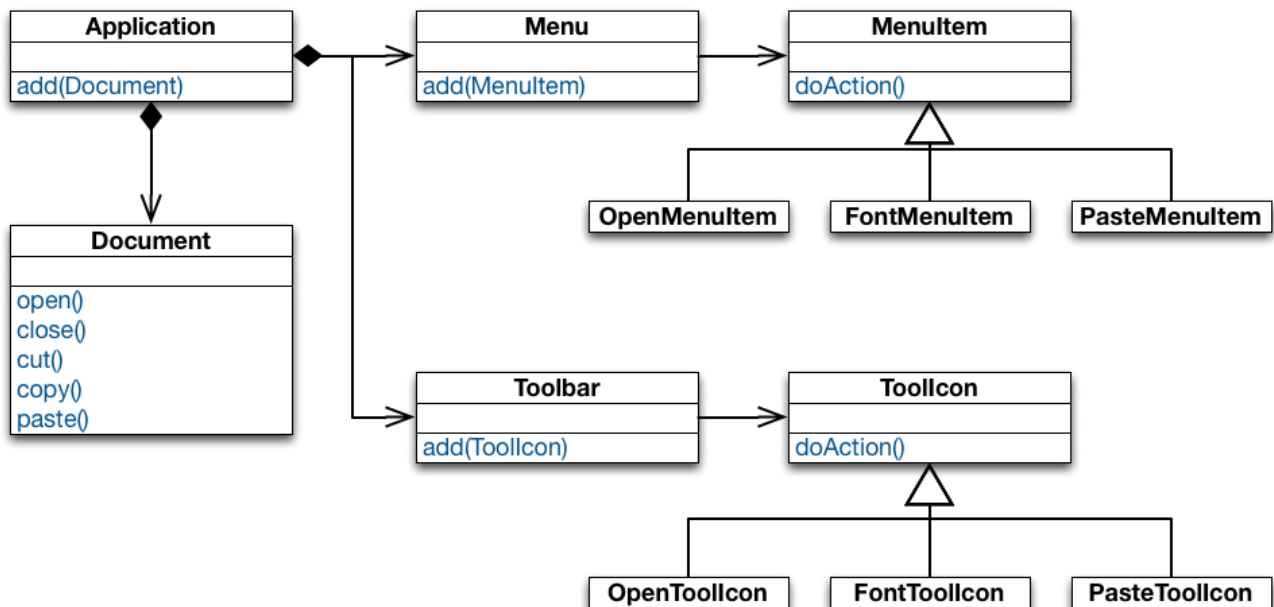 Application
add(Document)
Menu
add(MenuItem)
MenuItem
doAction()
OpenMenuItem
FontMenuItem
PasteMenuItem
Document
open()
close()
cut()
copy()
paste()
Toolbar
add(ToolIcon)
ToolIcon
doAction()
OpenToolIcon
FontToolIcon
PasteToolIcon